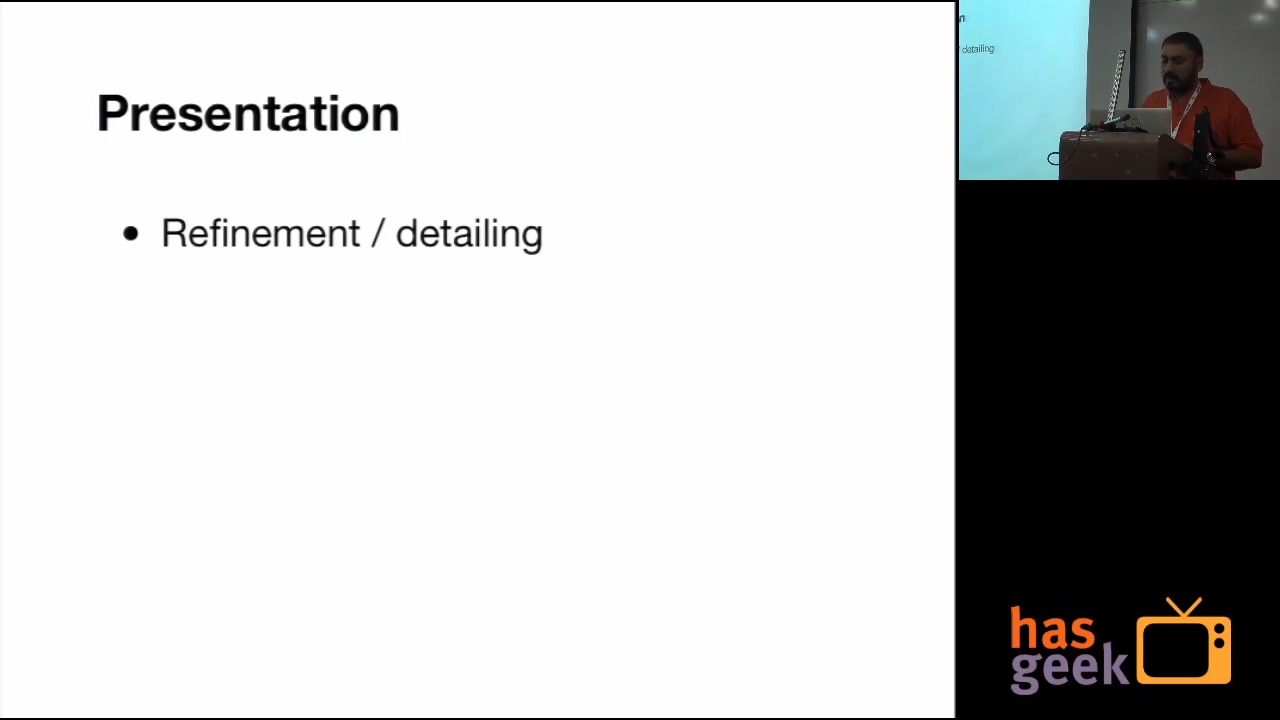 Presentation
• Refinement / detailing
detailing
has
geek